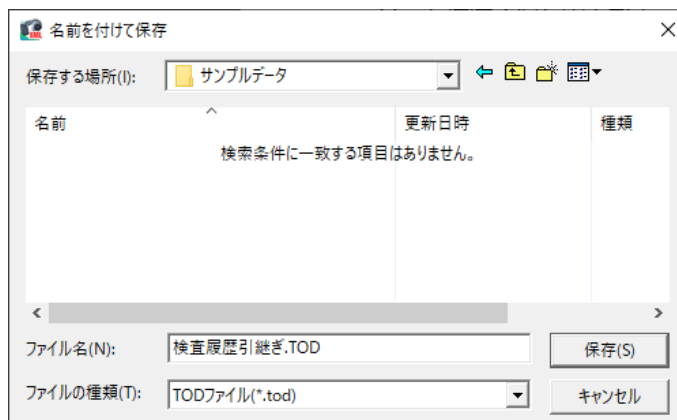 名前を付けて保存
保存する場所(I): サンプルデータ
名前 更新日時 種類
検索条件に一致する項目はありません。
ファイル名(N): 検査履歴引継ぎ.TOD 保存(S)
ファイルの種類(T): TODファイル(*.tod) キャンセル